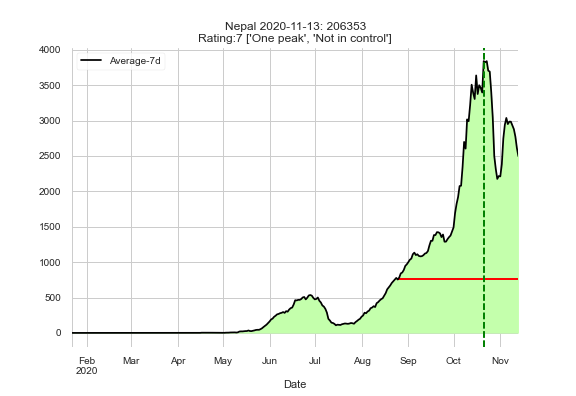 Nepal 2020-11-13: 206353
Rating:7 ['One peak', 'Not in control']
Average-7d
4000
3500
3000
2500
2000
1500
1000
500
0
Feb Mar Apr May Jun Jul Aug Sep Oct Nov
2020
Date